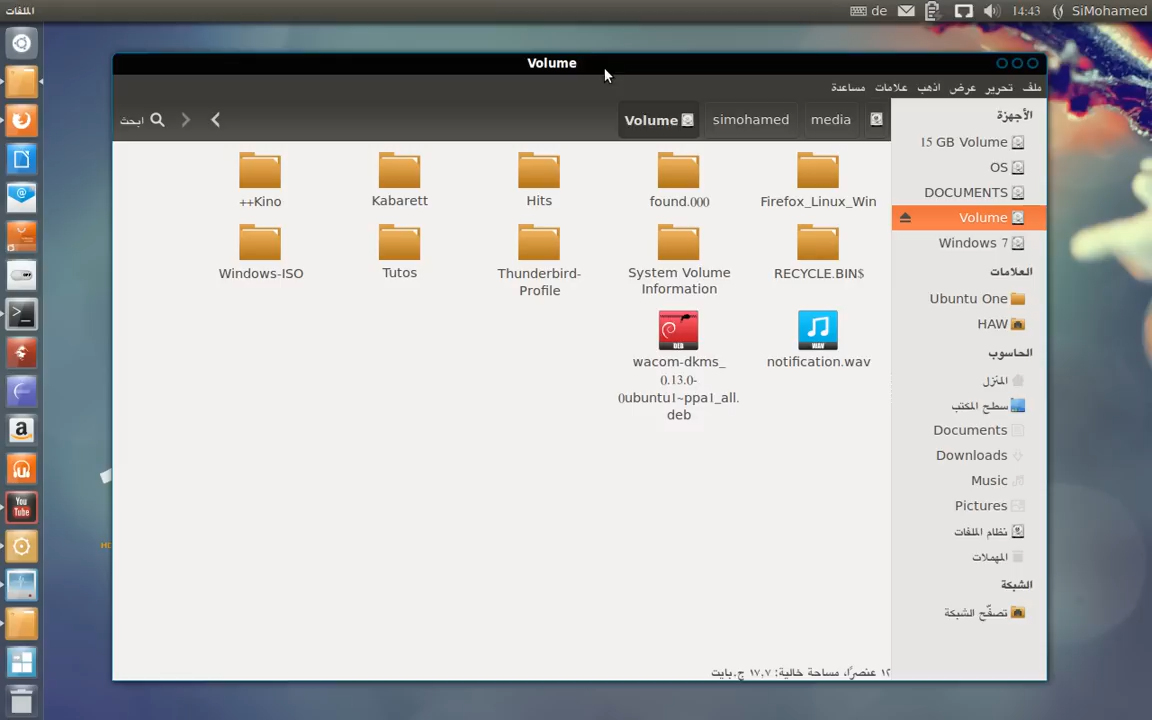 الملفات
de
14:43
SiMohamed
Volume
ملف
تحرير
عرض
اذهب
علامات
مساعدة
media
simohamed
Volume
ابحث
Firefox_Linux_Win
found.000
Hits
Kabarett
++Kino
RECYCLE.BIN$
System Volume
Information
Thunderbird-
Profile
Tutos
Windows-ISO
notification.wav
WAV
DEB
wacom-dkms_
0.13.0-
0ubuntu1~ppa1_all.
deb
الأجهزة
15 GB Volume
OS
DOCUMENTS
Volume
Windows 7
العلامات
Ubuntu One
HAW
الحاسوب
المنزل
سطح المكتب
Documents
Downloads
Music
Pictures
نظام الملفات
المهملات
الشبكة
تصفّح الشبكة
١٢ عنصرًا، مساحة خالية: ١٧,٧ ج.بايت
You
Tube